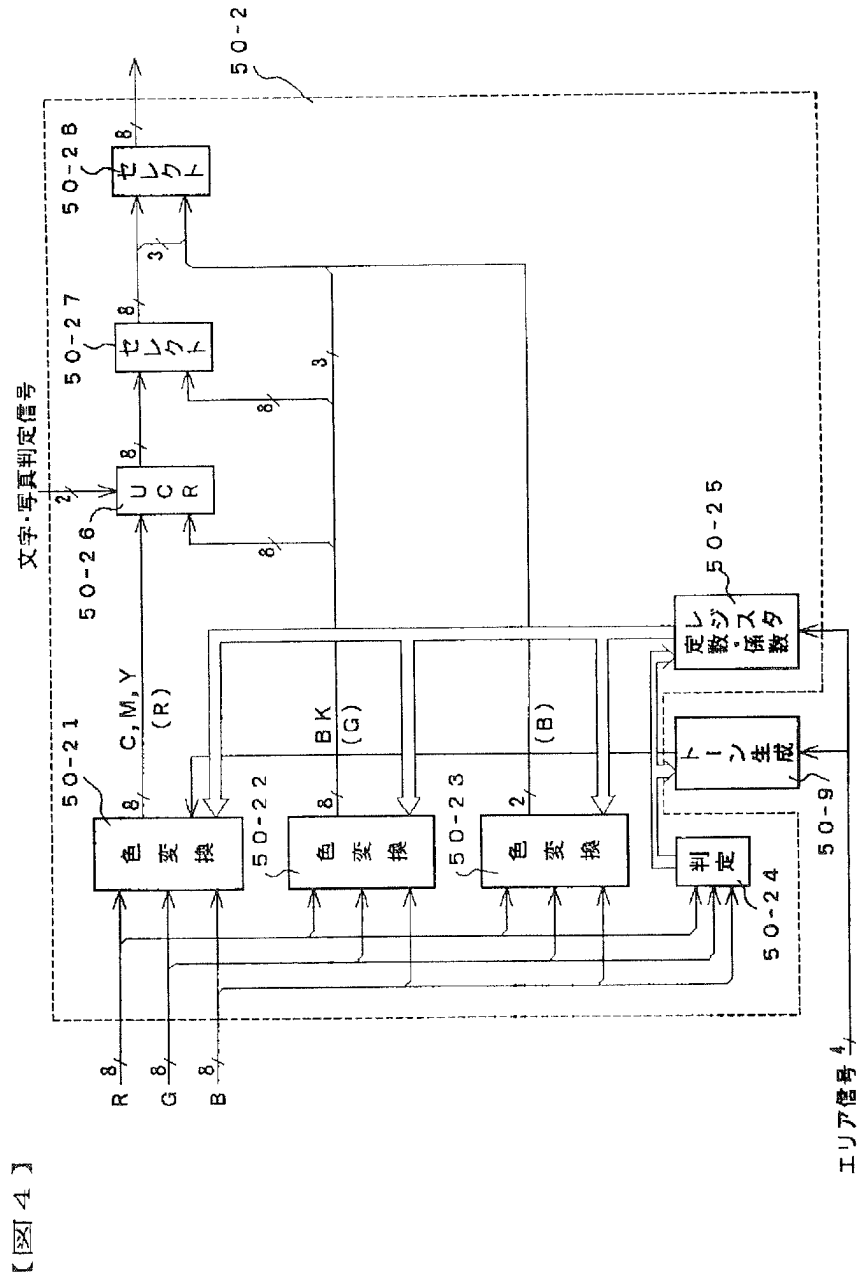 【図４】
文字・写真判定信号
50-2
50-28
セレクト
8
3
8
50-27
セレクト
8
8
3
2
50-26
UCR
8
8
50-21
色変換
8
C,M,Y
(R)
50-22
色変換
8
BK
(G)
50-23
色変換
2
(B)
50-24
判定
50-9
トーン生成
50-25
レジスタ
定数・係数
R
8
G
8
B
8
エリア信号
4